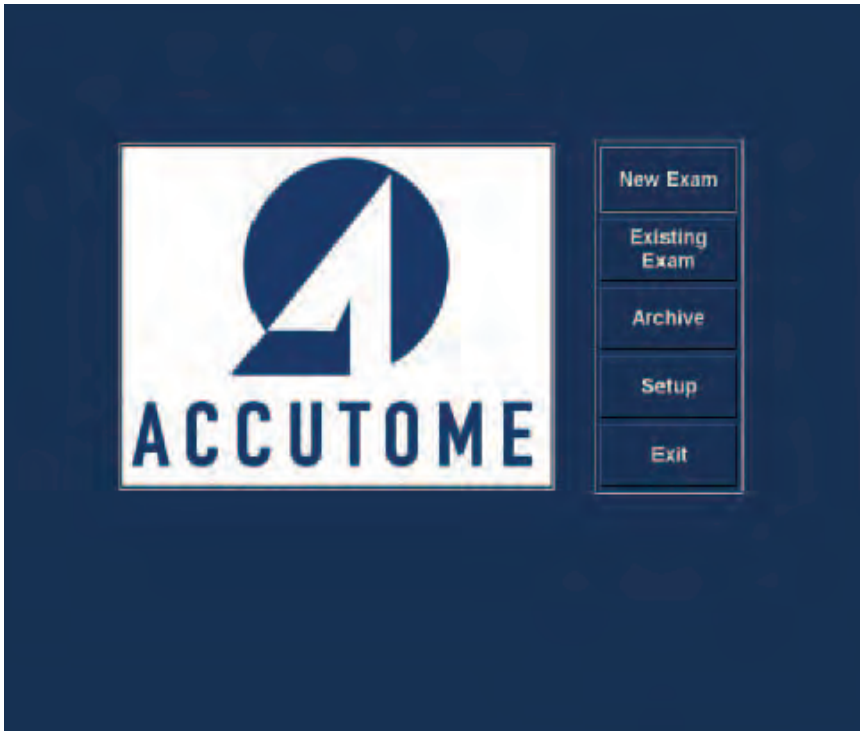 ACCUTOME
New Exam
Existing
Exam
Archive
Setup
Exit